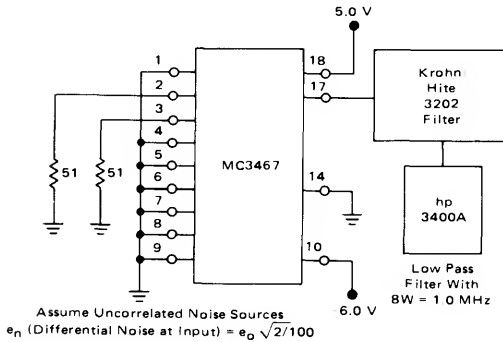 5.0 V
1
2
3
4
5
6
7
8
9
51
51
MC3467
18
17
14
10
-6.0 V
Krohn
Hite
3202
Filter
hp
3400A
Low Pass
Filter With
BW = 1.0 MHz
Assume Uncorrelated Noise Sources
en (Differential Noise at Input) = eo √2/100